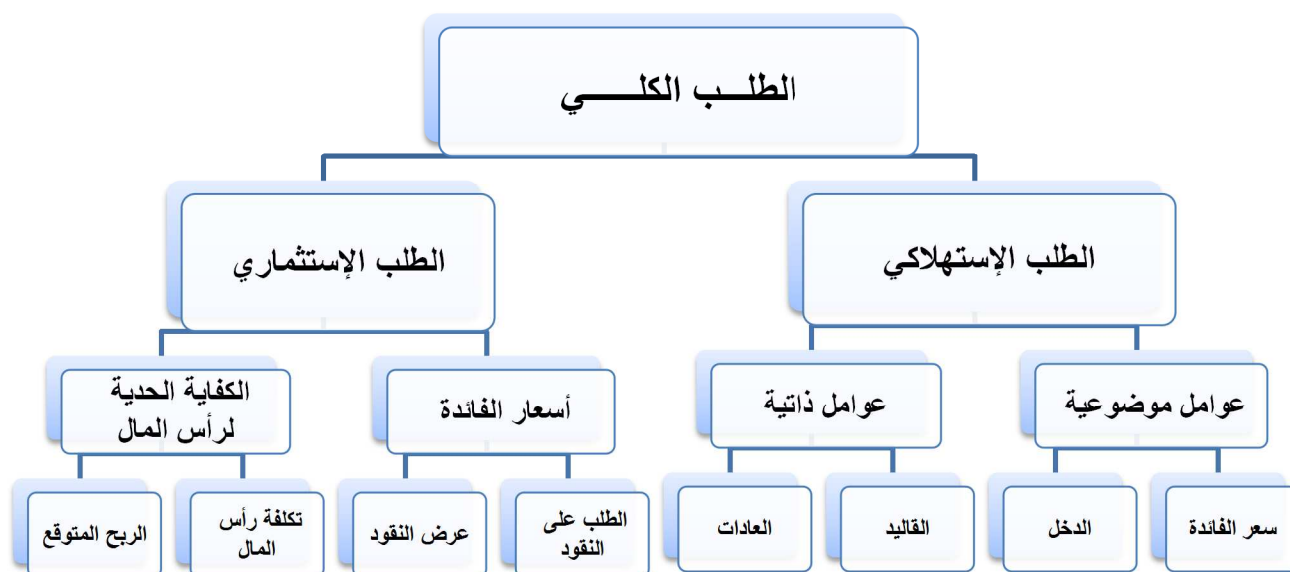 الطلـــب الكلـــــي
الطلب الإستهلاكي
الطلب الإستثماري
عوامل موضوعية
عوامل ذاتية
أسعار الفائدة
الكفاية الحدية
لرأس المال
سعر الفائدة
الدخل
القاليد
العادات
الطلب على
النقود
عرض النقود
تكلفة رأس
المال
الربح المتوقع